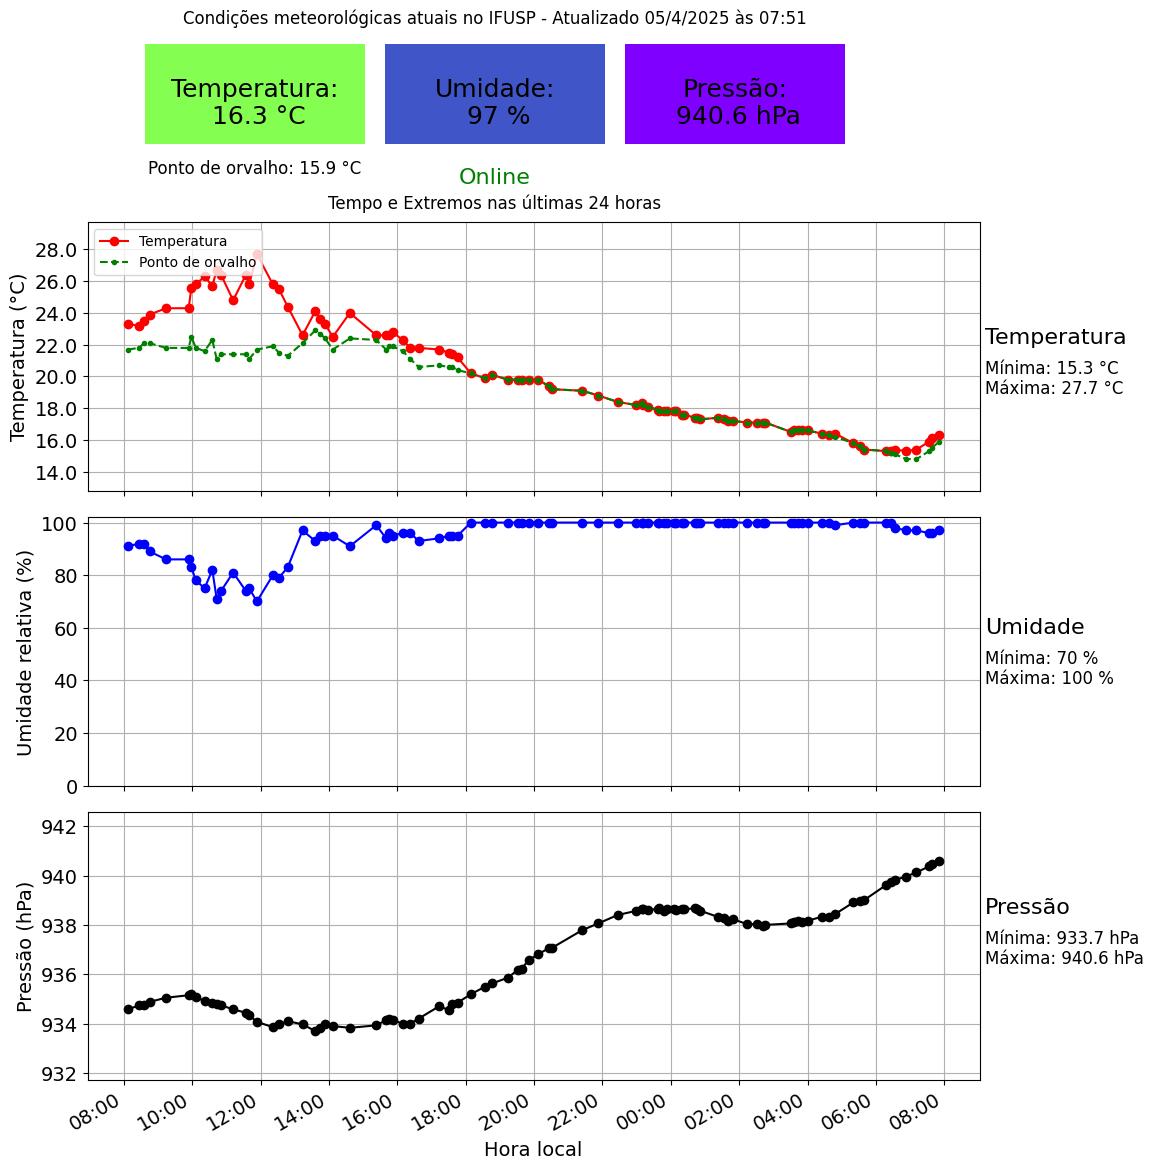 Condições meteorológicas atuais no IFUSP - Atualizado 05/4/2025 às 07:51
Temperatura:
16.3 °C
Umidade:
97 %
Pressão:
940.6 hPa
Ponto de orvalho: 15.9 °C
Online
Tempo e Extremos nas últimas 24 horas
Temperatura
Ponto de orvalho
Temperatura (°C)
28.0
26.0
24.0
22.0
20.0
18.0
16.0
14.0
Temperatura
Mínima: 15.3 °C
Máxima: 27.7 °C
Umidade relativa (%)
100
80
60
40
20
0
Umidade
Mínima: 70 %
Máxima: 100 %
Pressão (hPa)
942
940
938
936
934
932
Pressão
Mínima: 933.7 hPa
Máxima: 940.6 hPa
08:00 10:00 12:00 14:00 16:00 18:00 20:00 22:00 00:00 02:00 04:00 06:00 08:00
Hora local